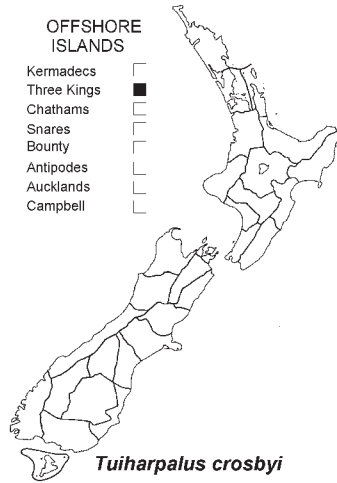 OFFSHORE
ISLANDS
Kermadecs
Three Kings
Chathams
Snares
Bounty
Antipodes
Aucklands
Campbell
Tuiharpalus crosbyi